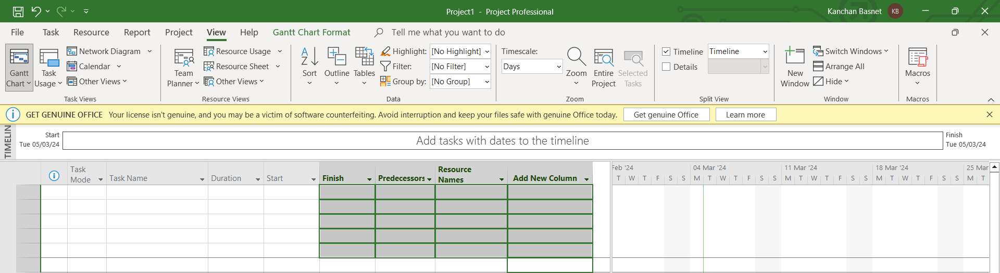 Project1 - Project Professional
Kanchan Basnet KB
File Task Resource Report Project View Help Gantt Chart Format Tell me what you want to do
Gantt Chart
Task Usage
Network Diagram
Calendar
Other Views
Task Views
Team Planner
Resource Usage
Resource Sheet
Other Views
Resource Views
Sort
Outline
Tables
Highlight: [No Highlight]
Filter: [No Filter]
Group by: [No Group]
Data
Timescale:
Days
Zoom
Entire Project
Selected Tasks
Zoom
Timeline Timeline
Details
Split View
New Window
Switch Windows
Arrange All
Hide
Window
Macros
Macros
GET GENUINE OFFICE Your license isn't genuine, and you may be a victim of software counterfeiting. Avoid interruption and keep your files safe with genuine Office today. Get genuine Office Learn more
TIMELIN
Start
Tue 05/03/24
Add tasks with dates to the timeline
Finish
Tue 05/03/24
Task Mode
Task Name
Duration
Start
Finish
Predecessors
Resource Names
Add New Column
Feb '24 04 Mar '24 11 Mar '24 18 Mar '24 25 Mar
T W T F S S M T W T F S S M T W T F S S M T W T F S S M T